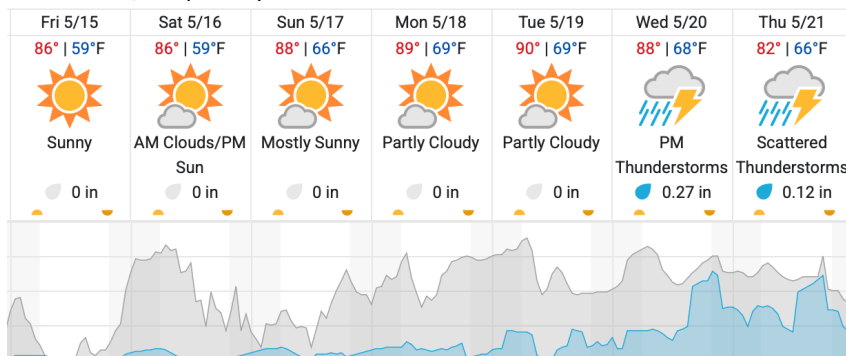 Fri 5/15 Sat 5/16 Sun 5/17 Mon 5/18 Tue 5/19 Wed 5/20 Thu 5/21
86° | 59°F 86° | 59°F 88° | 66°F 89° | 69°F 90° | 69°F 88° | 68°F 82° | 66°F
Sunny AM Clouds/PM Mostly Sunny Partly Cloudy Partly Cloudy PM Scattered
Sun Thunderstorms Thunderstorms
0 in 0 in 0 in 0 in 0 in 0.27 in 0.12 in